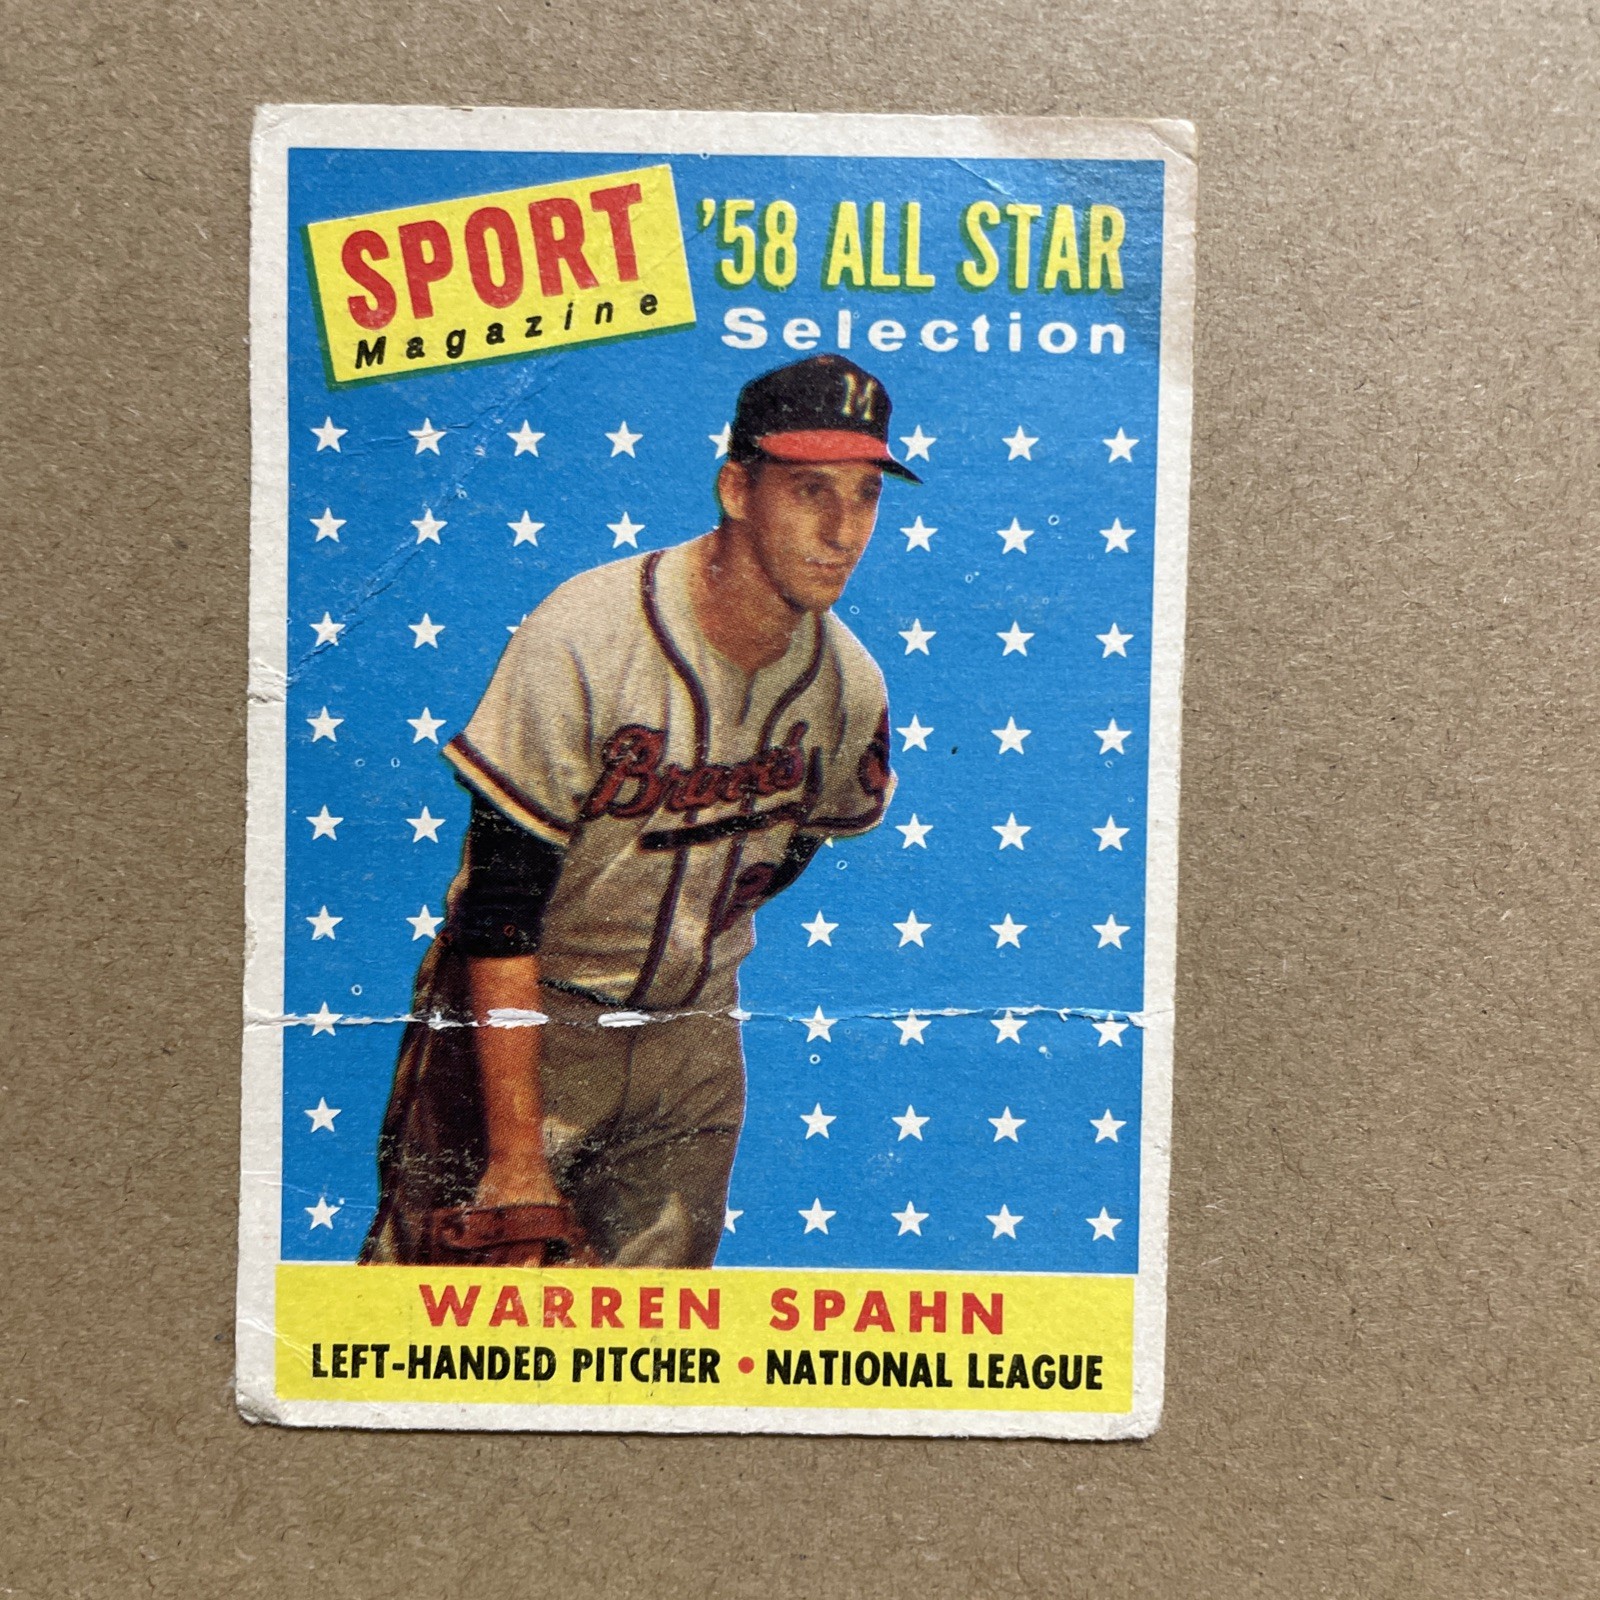 SPORT
Magazine
'58 ALL STAR
Selection
M
Braves
WARREN SPAHN
LEFT-HANDED PITCHER • NATIONAL LEAGUE